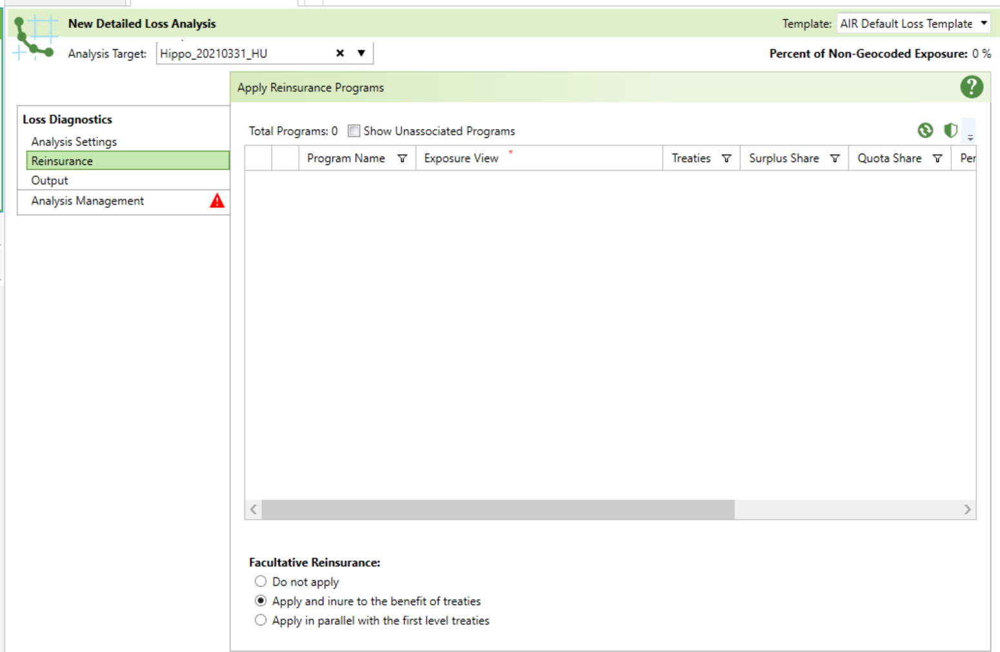 New Detailed Loss Analysis
Template: AIR Default Loss Template
Analysis Target: Hippo_20210331_HU
Percent of Non-Geocoded Exposure: 0 %
Apply Reinsurance Programs
?
Loss Diagnostics
Analysis Settings
Reinsurance
Output
Analysis Management
Total Programs: 0 Show Unassociated Programs
Program Name Exposure View * Treaties Surplus Share Quota Share Per
Facultative Reinsurance:
Do not apply
Apply and inure to the benefit of treaties
Apply in parallel with the first level treaties